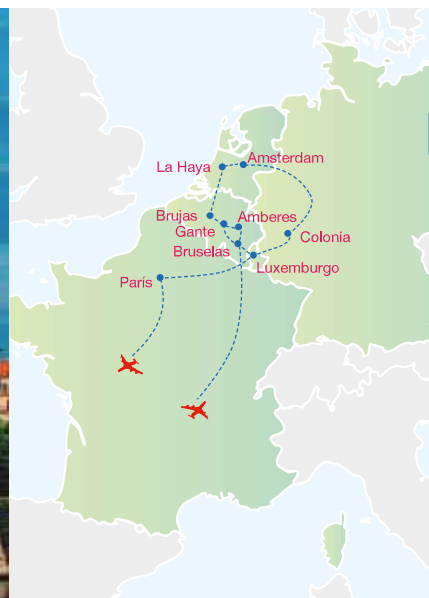 La Haya
Amsterdam
Brujas
Amberes
Gante
Colonia
Bruselas
Luxemburgo
París